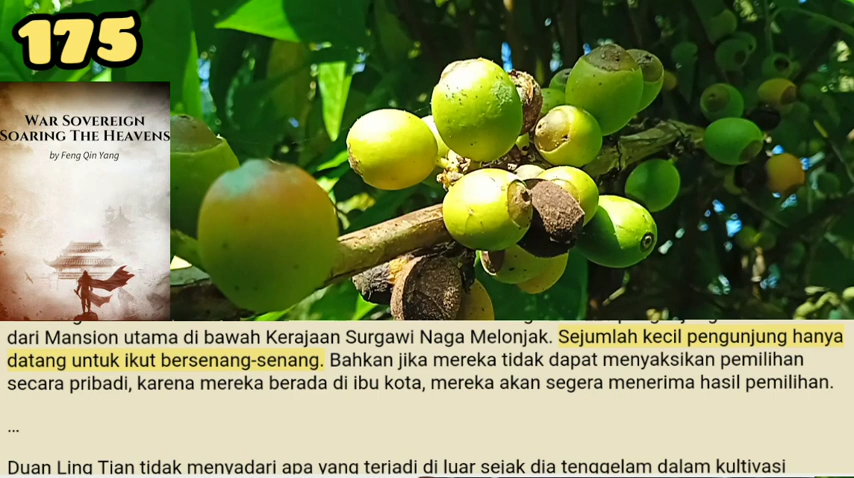 175
WAR SOVEREIGN
SOARING THE HEAVENS
by Feng Qin Yang
dari Mansion utama di bawah Kerajaan Surgawi Naga Melonjak. Sejumlah kecil pengunjung hanya
datang untuk ikut bersenang-senang. Bahkan jika mereka tidak dapat menyaksikan pemilihan
secara pribadi, karena mereka berada di ibu kota, mereka akan segera menerima hasil pemilihan.
...
Duan Ling Tian tidak menyadari apa yang terjadi di luar sejak dia tenggelam dalam kultivasi